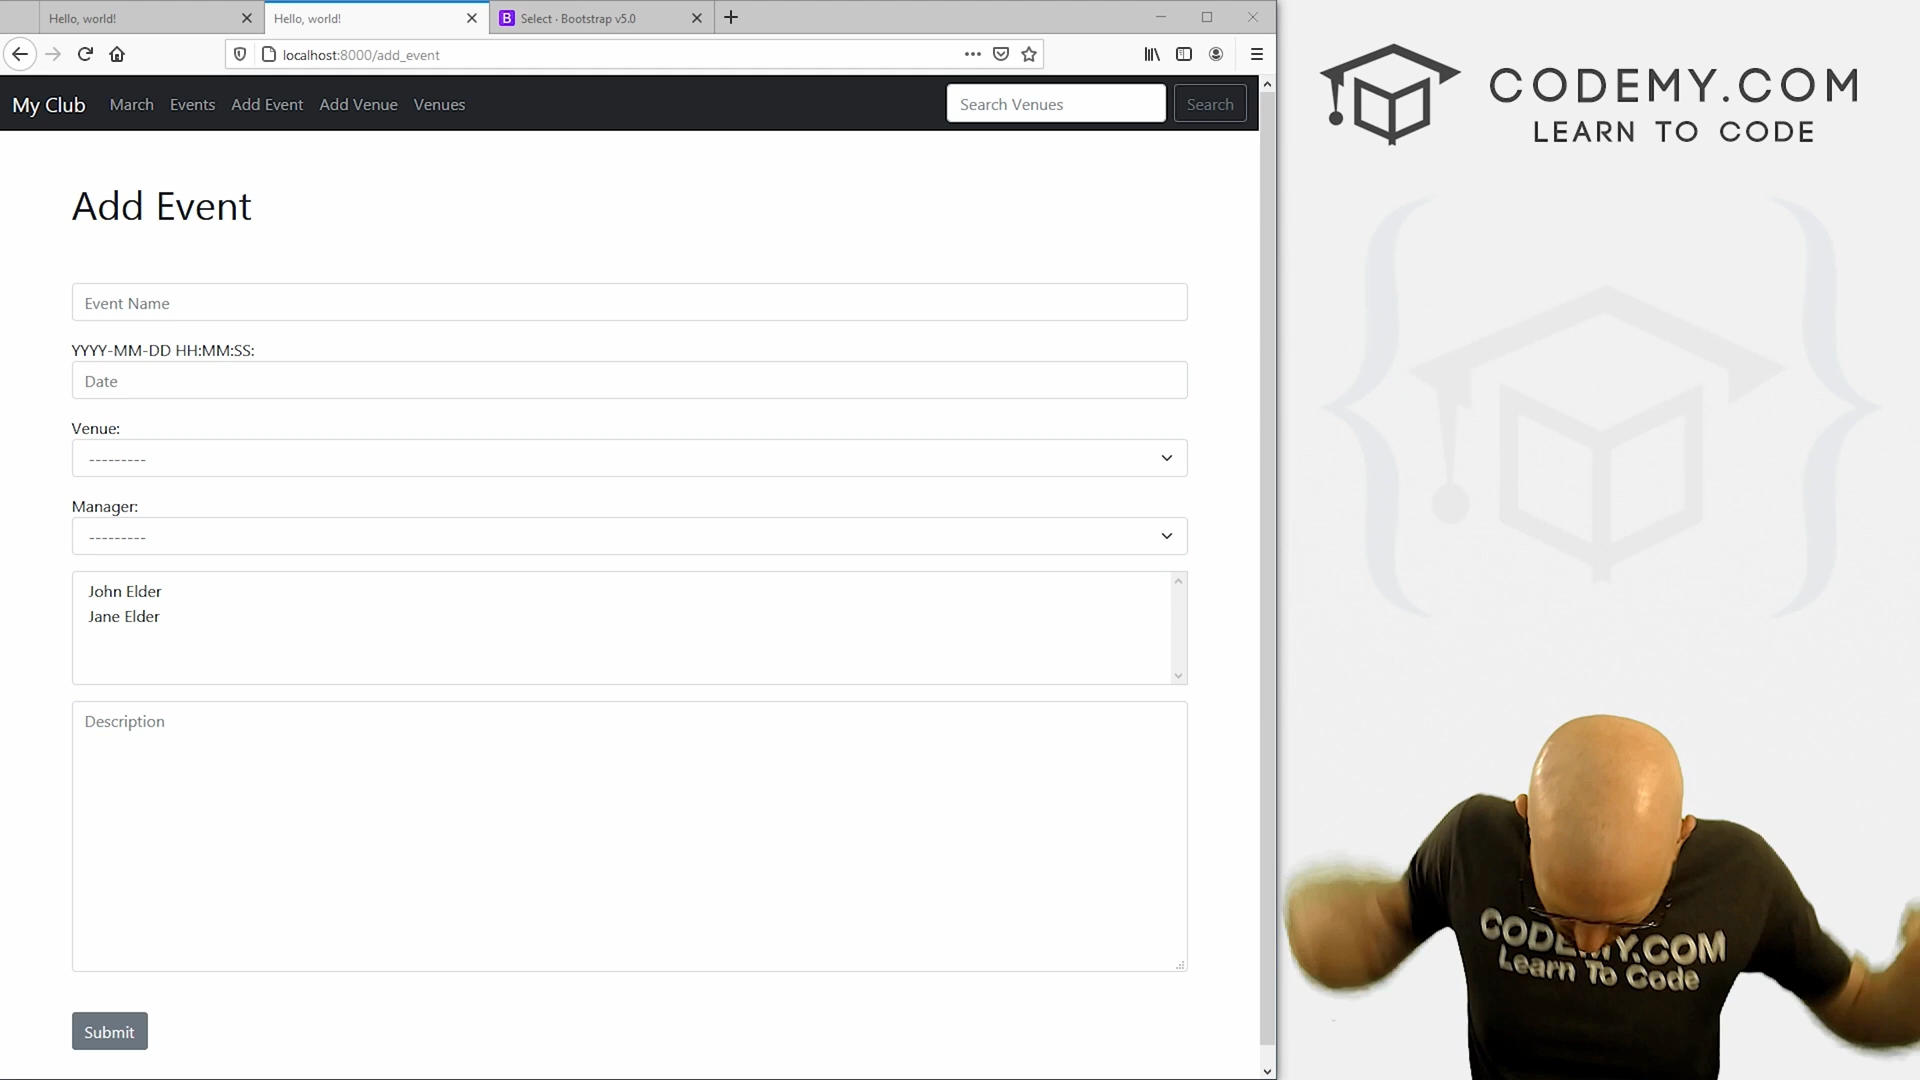 Hello, world!
Hello, world!
B Select · Bootstrap v5.0
localhost:8000/add_event
My Club March Events Add Event Add Venue Venues Search Venues Search
CODEMY.COM
LEARN TO CODE
Add Event
Event Name
YYYY-MM-DD HH:MM:SS:
Date
Venue:
---------
Manager:
---------
John Elder
Jane Elder
Description
Submit
CODEMY.COM
Learn To Code